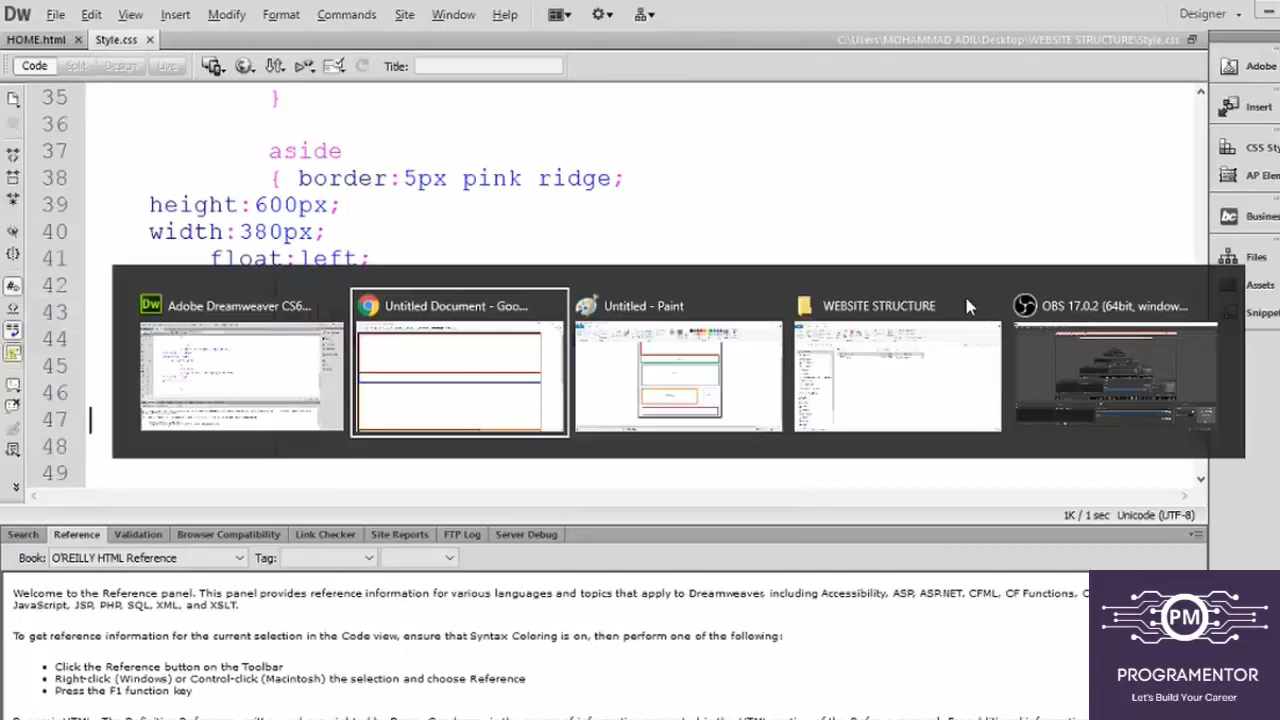 Dw File Edit View Insert Modify Format Commands Site Window Help Designer
HOME.html × Style.css ×
C:\Users\MOHAMMAD ADIL\Desktop\WEBSITE STRUCTURE\Style.css
Code Split Design Live Title:
Adobe
Insert
CSS Sty
AP Elem
Busines
Files
Assets
Snippet
35 }
36
37 aside
38 { border:5px pink ridge;
39 height:600px;
40 width:380px;
41 float:left;
42
43
44
45
46
47
48
49
Dw Adobe Dreamweaver CS6...
Untitled Document - Goo...
Untitled - Paint
WEBSITE STRUCTURE
OBS 17.0.2 (64bit, window...
1K / 1 sec Unicode (UTF-8)
Search Reference Validation Browser Compatibility Link Checker Site Reports FTP Log Server Debug
Book: O'REILLY HTML Reference Tag:
Welcome to the Reference panel. This panel provides reference information for various languages and topics that apply to Dreamweaver, including Accessibility, ASP, ASP.NET, CFML, CF Functions, C
JavaScript, JSP, PHP, SQL, XML, and XSLT.
To get reference information for the current selection in the Code view, ensure that Syntax Coloring is on, then perform one of the following:
• Click the Reference button on the Toolbar
• Right-click (Windows) or Control-click (Macintosh) the selection and choose Reference
• Press the F1 function key
PM
PROGRAMENTOR
Let's Build Your Career